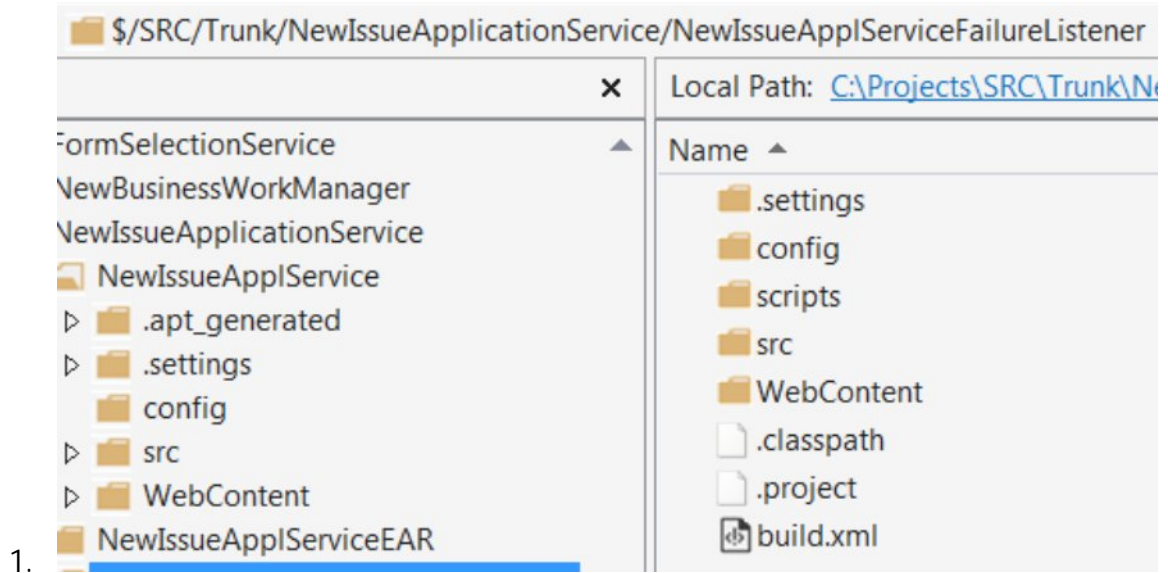 $/SRC/Trunk/NewIssueApplicationService/NewIssueApplServiceFailureListener
Local Path: C:\Projects\SRC\Trunk\Ne
FormSelectionService
NewBusinessWorkManager
NewIssueApplicationService
NewIssueApplService
.apt_generated
.settings
config
src
WebContent
NewIssueApplServiceEAR
Name
.settings
config
scripts
src
WebContent
.classpath
.project
build.xml
1.